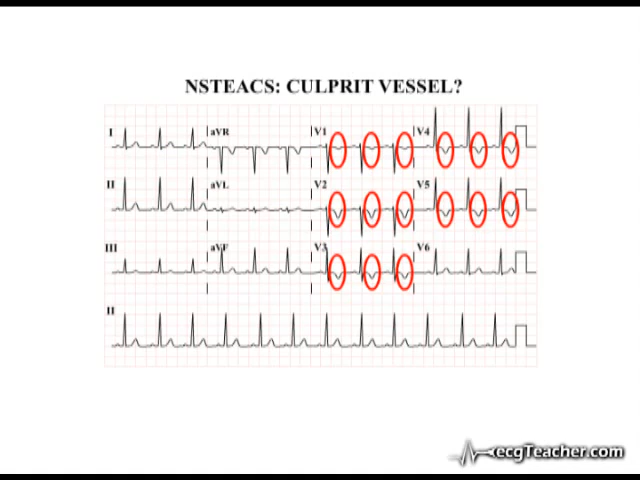 NSTEACS: CULPRIT VESSEL?
I aVR V1 V4
II aVL V2 V5
III aVF V3 V6
II
ecgTeacher.com